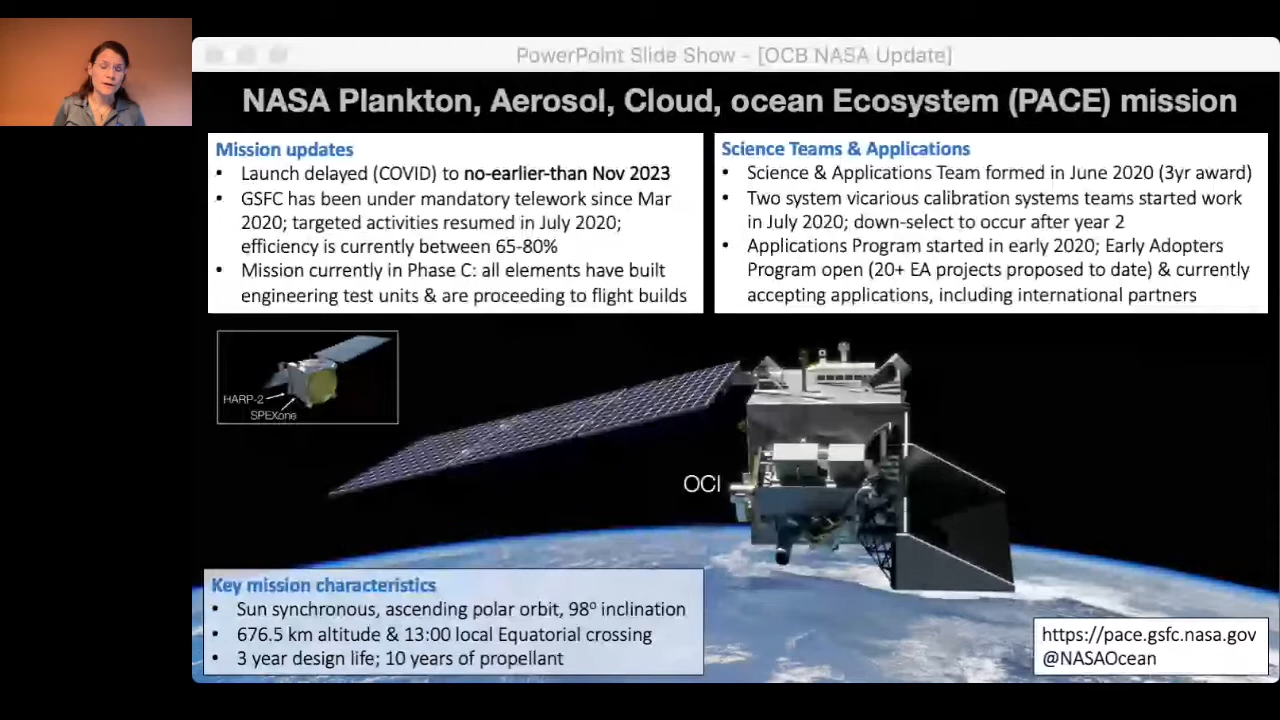 PowerPoint Slide Show - [OCB NASA Update]
NASA Plankton, Aerosol, Cloud, ocean Ecosystem (PACE) mission
Mission updates
• Launch delayed (COVID) to no-earlier-than Nov 2023
• GSFC has been under mandatory telework since Mar
2020; targeted activities resumed in July 2020;
efficiency is currently between 65-80%
• Mission currently in Phase C: all elements have built
engineering test units & are proceeding to flight builds
Science Teams & Applications
• Science & Applications Team formed in June 2020 (3yr award)
• Two system vicarious calibration systems teams started work
in July 2020; down-select to occur after year 2
• Applications Program started in early 2020; Early Adopters
Program open (20+ EA projects proposed to date) & currently
accepting applications, including international partners
HARP-2
SPEXone
OCI
Key mission characteristics
• Sun synchronous, ascending polar orbit, 98º inclination
• 676.5 km altitude & 13:00 local Equatorial crossing
• 3 year design life; 10 years of propellant
https://pace.gsfc.nasa.gov
@NASAOcean